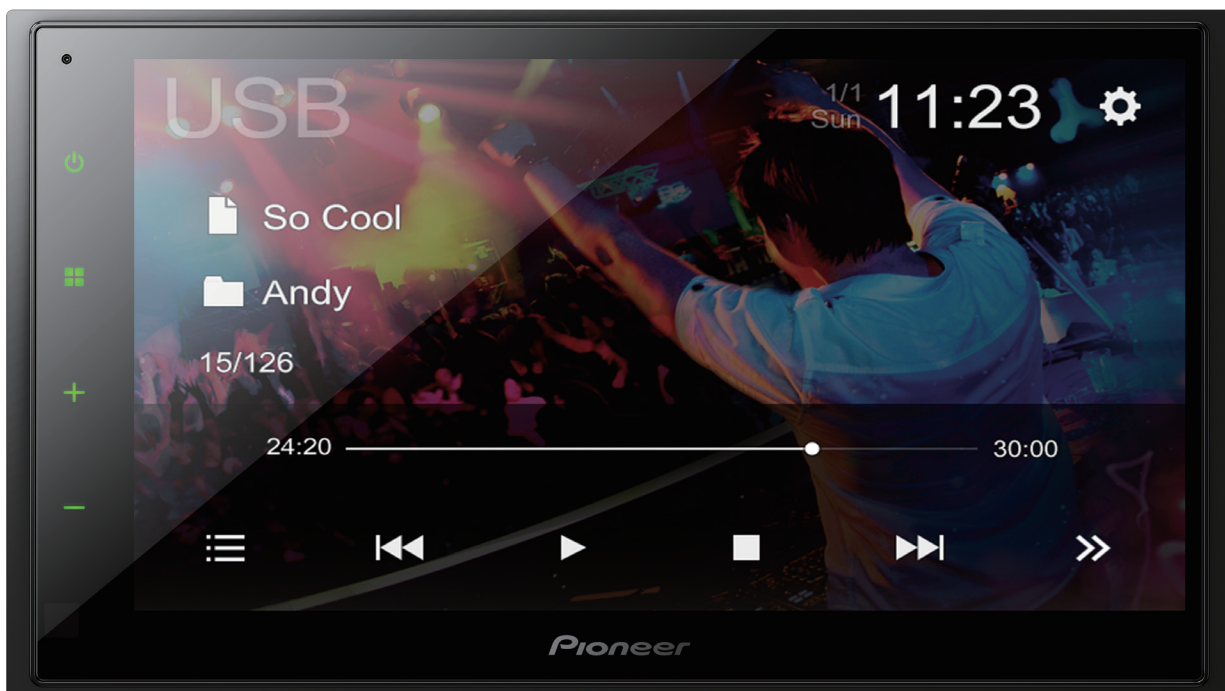 USB
1/1
Sun
11:23
So Cool
Andy
15/126
24:20
30:00
Pioneer